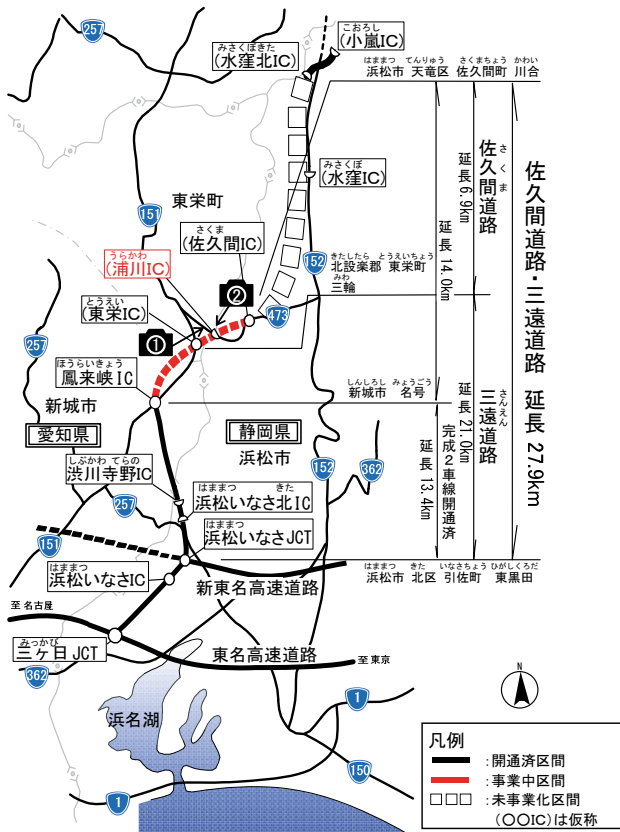 257
こおろし
(小嵐IC)
みさくぼきた
(水窪北IC)
はままつ てんりゅう さくまちょう かわい
浜松市 天竜区 佐久間町 川合
みさくぼ
(水窪IC)
東栄町
151
さくま
(佐久間IC)
うらかわ
(浦川IC)
152
きたしたら とうえいちょう
北設楽郡 東栄町
みわ
三輪
とうえい
(東栄IC)
②
①
473
257
ほうらいきょう
鳳来峡IC
しんしろし みょうごう
新城市 名号
新城市
愛知県
静岡県
浜松市
しぶかわ てらの
渋川寺野IC
152
362
はままつ きた
浜松いなさ北IC
257
はままつ
浜松いなさJCT
151
はままつ
浜松いなさIC
新東名高速道路
はままつ きた いなさちょう ひがしくろだ
浜松市 北区 引佐町 東黒田
至 名古屋
みっかび
三ヶ日JCT
東名高速道路
至 東京
362
浜名湖
1
150
1
延長 14.0km
延長 13.4km
完成2車線開通済
さくま
佐久間道路
延長 6.9km
さんえん
三遠道路
延長 21.0km
佐久間道路・三遠道路 延長 27.9km
N
凡例
:開通済区間
:事業中区間
:未事業化区間
(〇〇IC)は仮称